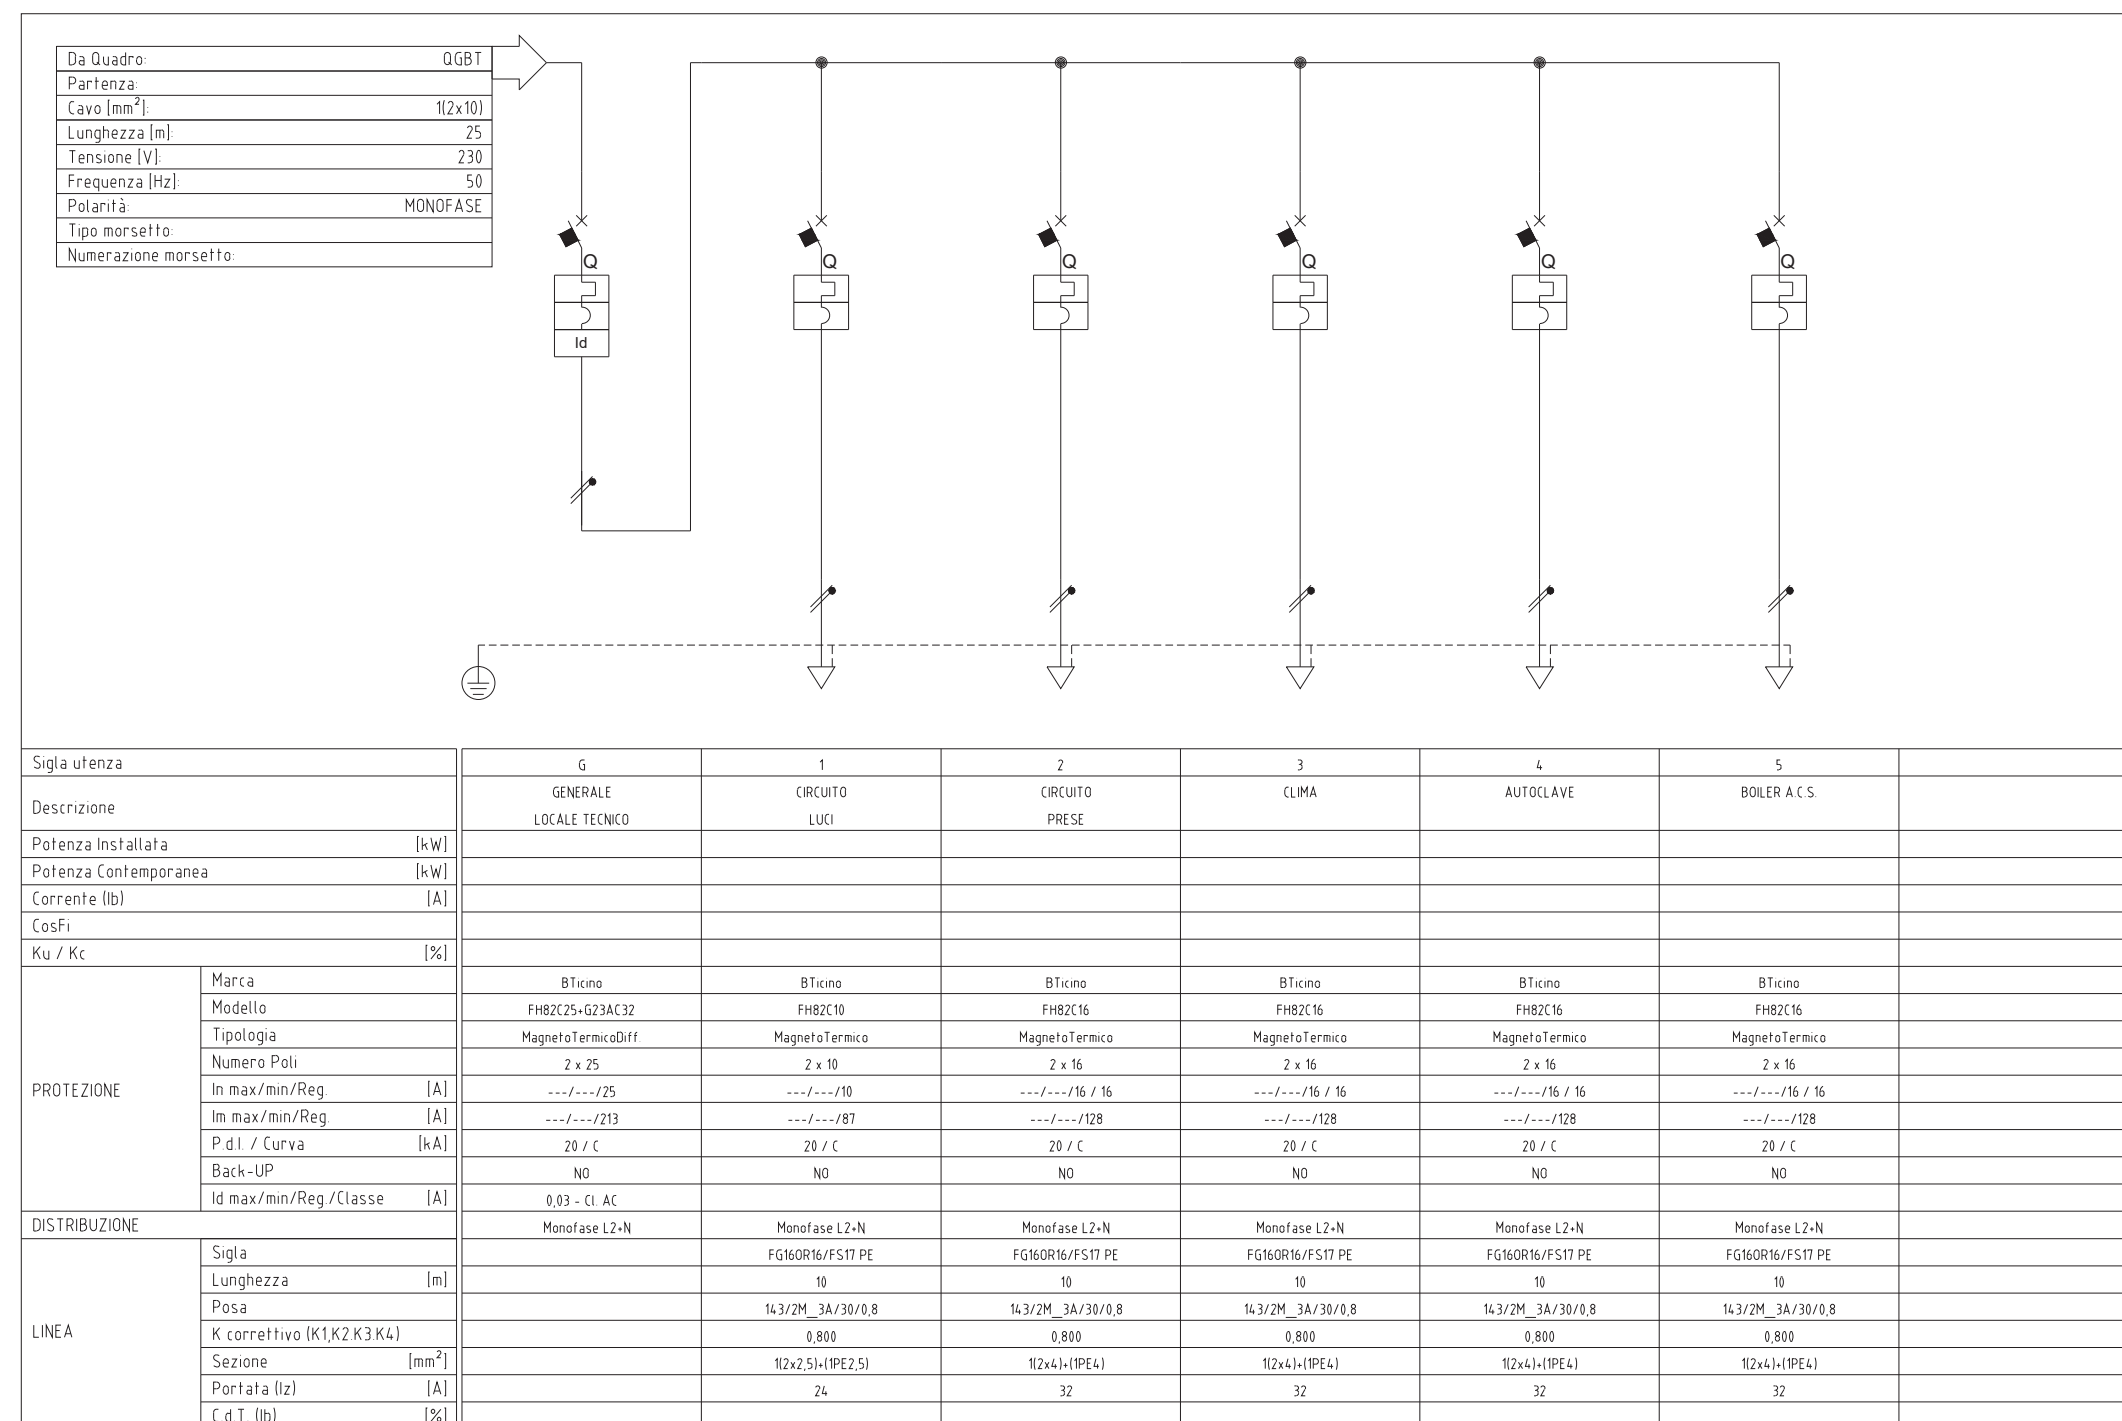 Da Quadro: QGBT
Partenza:
Cavo [mm²]: 1(2x10)
Lunghezza [m]: 25
Tensione [V]: 230
Frequenza [Hz]: 50
Polarità: MONOFASE
Tipo morsetto:
Numerazione morsetto:
Q Q Q Q Q Q
Id
Sigla utenza G 1 2 3 4 5
Descrizione GENERALE LOCALE TECNICO CIRCUITO LUCI CIRCUITO PRESE CLIMA AUTOCLAVE BOILER A.C.S.
Potenza Installata [kW]
Potenza Contemporanea [kW]
Corrente (Ib) [A]
CosFi
Ku / Kc [%]
PROTEZIONE
Marca BTicino BTicino BTicino BTicino BTicino BTicino
Modello FH82C25+G23AC32 FH82C10 FH82C16 FH82C16 FH82C16 FH82C16
Tipologia MagnetoTermicoDiff. MagnetoTermico MagnetoTermico MagnetoTermico MagnetoTermico MagnetoTermico
Numero Poli 2 x 25 2 x 10 2 x 16 2 x 16 2 x 16 2 x 16
In max/min/Reg. [A] ---/---/25 ---/---/10 ---/---/16 / 16 ---/---/16 / 16 ---/---/16 / 16 ---/---/16 / 16
Im max/min/Reg. [A] ---/---/213 ---/---/87 ---/---/128 ---/---/128 ---/---/128 ---/---/128
P.d.I. / Curva [kA] 20 / C 20 / C 20 / C 20 / C 20 / C 20 / C
Back-UP NO NO NO NO NO NO
Id max/min/Reg./Classe [A] 0,03 - Cl. AC
DISTRIBUZIONE Monofase L2+N Monofase L2+N Monofase L2+N Monofase L2+N Monofase L2+N Monofase L2+N
LINEA
Sigla FG16OR16/FS17 PE FG16OR16/FS17 PE FG16OR16/FS17 PE FG16OR16/FS17 PE FG16OR16/FS17 PE
Lunghezza [m] 10 10 10 10 10
Posa 143/2M__3A/30/0,8 143/2M__3A/30/0,8 143/2M__3A/30/0,8 143/2M__3A/30/0,8 143/2M__3A/30/0,8
K correttivo (K1,K2.K3.K4) 0,800 0,800 0,800 0,800 0,800
Sezione [mm²] 1(2x2,5)+(1PE2,5) 1(2x4)+(1PE4) 1(2x4)+(1PE4) 1(2x4)+(1PE4) 1(2x4)+(1PE4)
Portata (Iz) [A] 24 32 32 32 32
C.d.T. (Ib) [%]